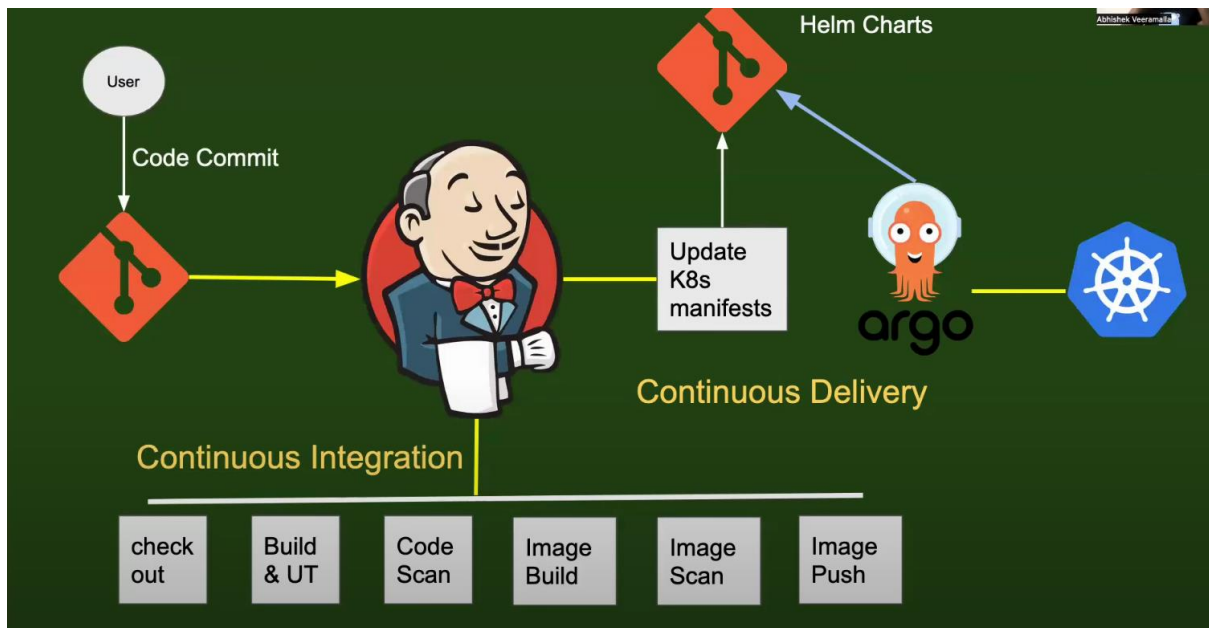 Abhishek Veeramalla
Helm Charts
User
Code Commit
Update
K8s
manifests
argo
Continuous Delivery
Continuous Integration
check
out
Build
& UT
Code
Scan
Image
Build
Image
Scan
Image
Push